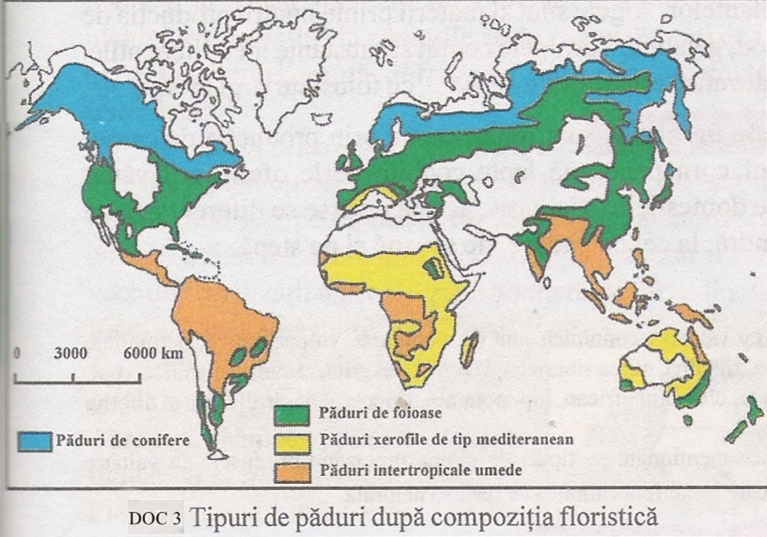 0 3000 6000 km
Păduri de conifere
Păduri de foioase
Păduri xerofile de tip mediteranean
Păduri intertropicale umede
DOC 3 Tipuri de păduri după compoziția floristică